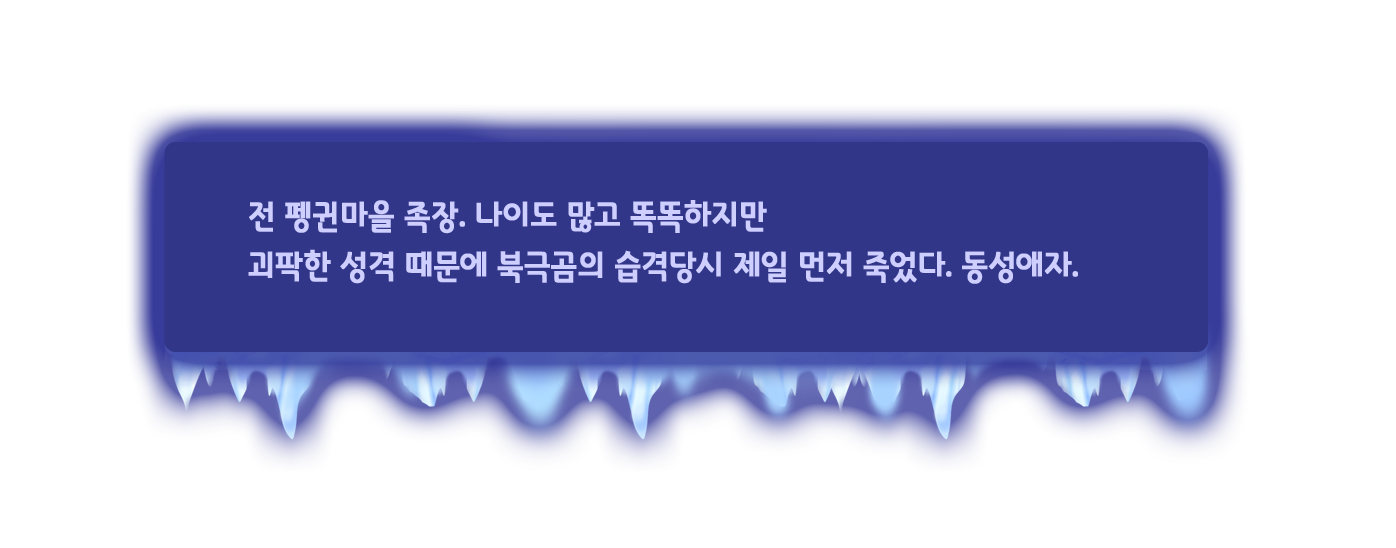 전 펭귄마을 족장. 나이도 많고 똑똑하지만
괴팍한 성격 때문에 북극곰의 습격당시 제일 먼저 죽었다. 동성애자.